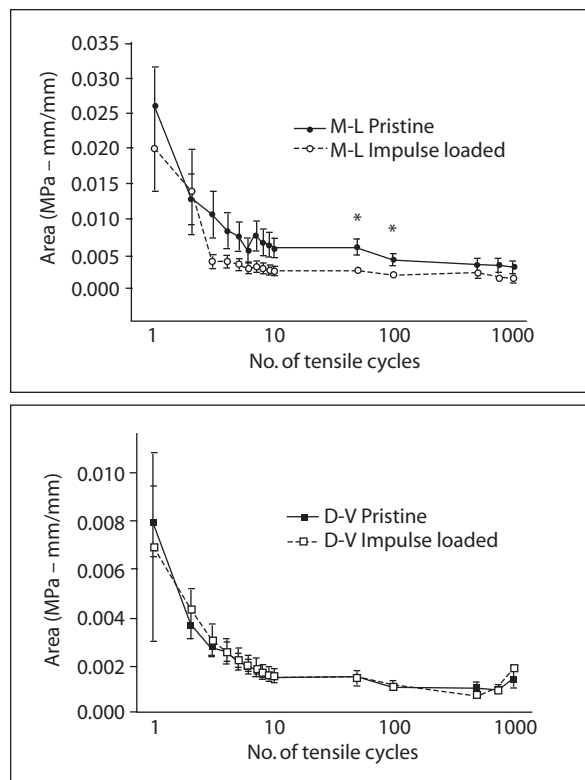 0.035
0.030
0.025
0.020
0.015
0.010
0.005
0.000
Area (MPa – mm/mm)
M-L Pristine
M-L Impulse loaded
*
*
1 10 100 1000
No. of tensile cycles
0.010
0.008
0.006
0.004
0.002
0.000
Area (MPa – mm/mm)
D-V Pristine
D-V Impulse loaded
1 10 100 1000
No. of tensile cycles